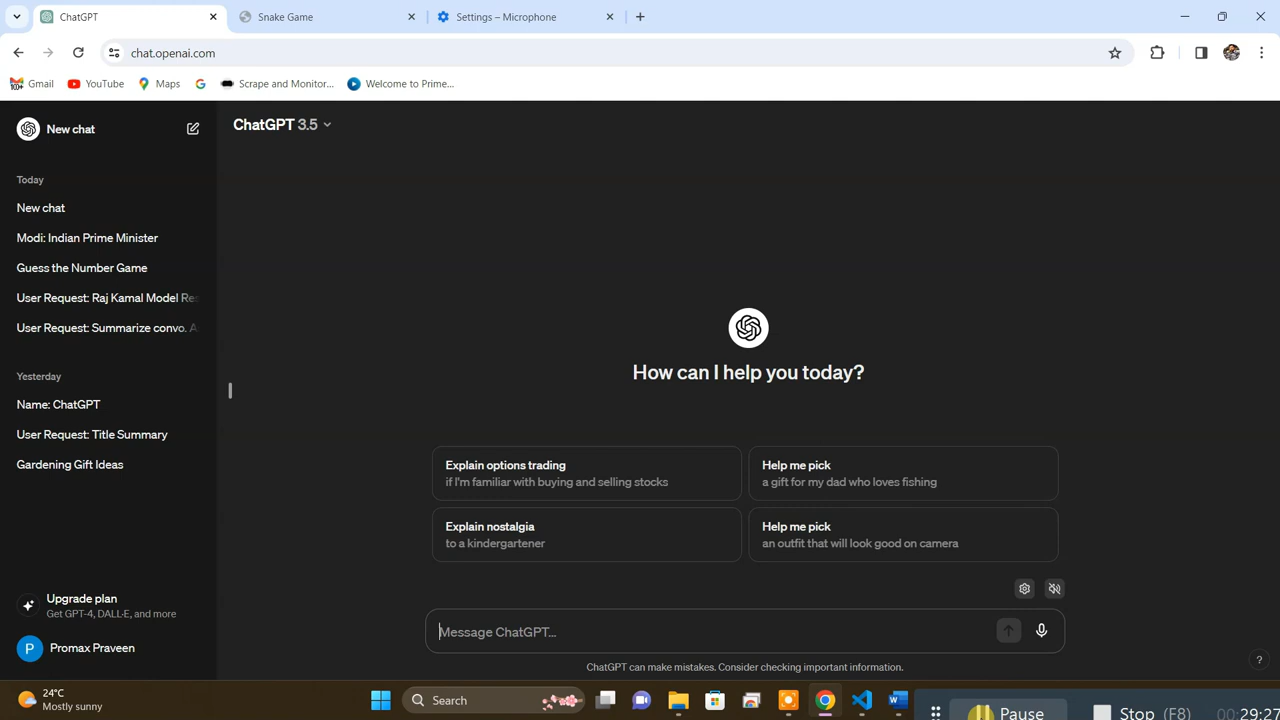 ChatGPT
Snake Game
Settings – Microphone
chat.openai.com
10+ Gmail
YouTube
Maps
G
Scrape and Monitor...
Welcome to Prime...
New chat
ChatGPT 3.5
Today
New chat
Modi: Indian Prime Minister
Guess the Number Game
User Request: Raj Kamal Model Re
User Request: Summarize convo. A
Yesterday
Name: ChatGPT
User Request: Title Summary
Gardening Gift Ideas
How can I help you today?
Explain options trading
if I'm familiar with buying and selling stocks
Help me pick
a gift for my dad who loves fishing
Explain nostalgia
to a kindergartener
Help me pick
an outfit that will look good on camera
Upgrade plan
Get GPT-4, DALL·E, and more
P
Promax Praveen
Message ChatGPT...
ChatGPT can make mistakes. Consider checking important information.
?
24°C
Mostly sunny
Search
Pause
Stop (F8)
00:29:27